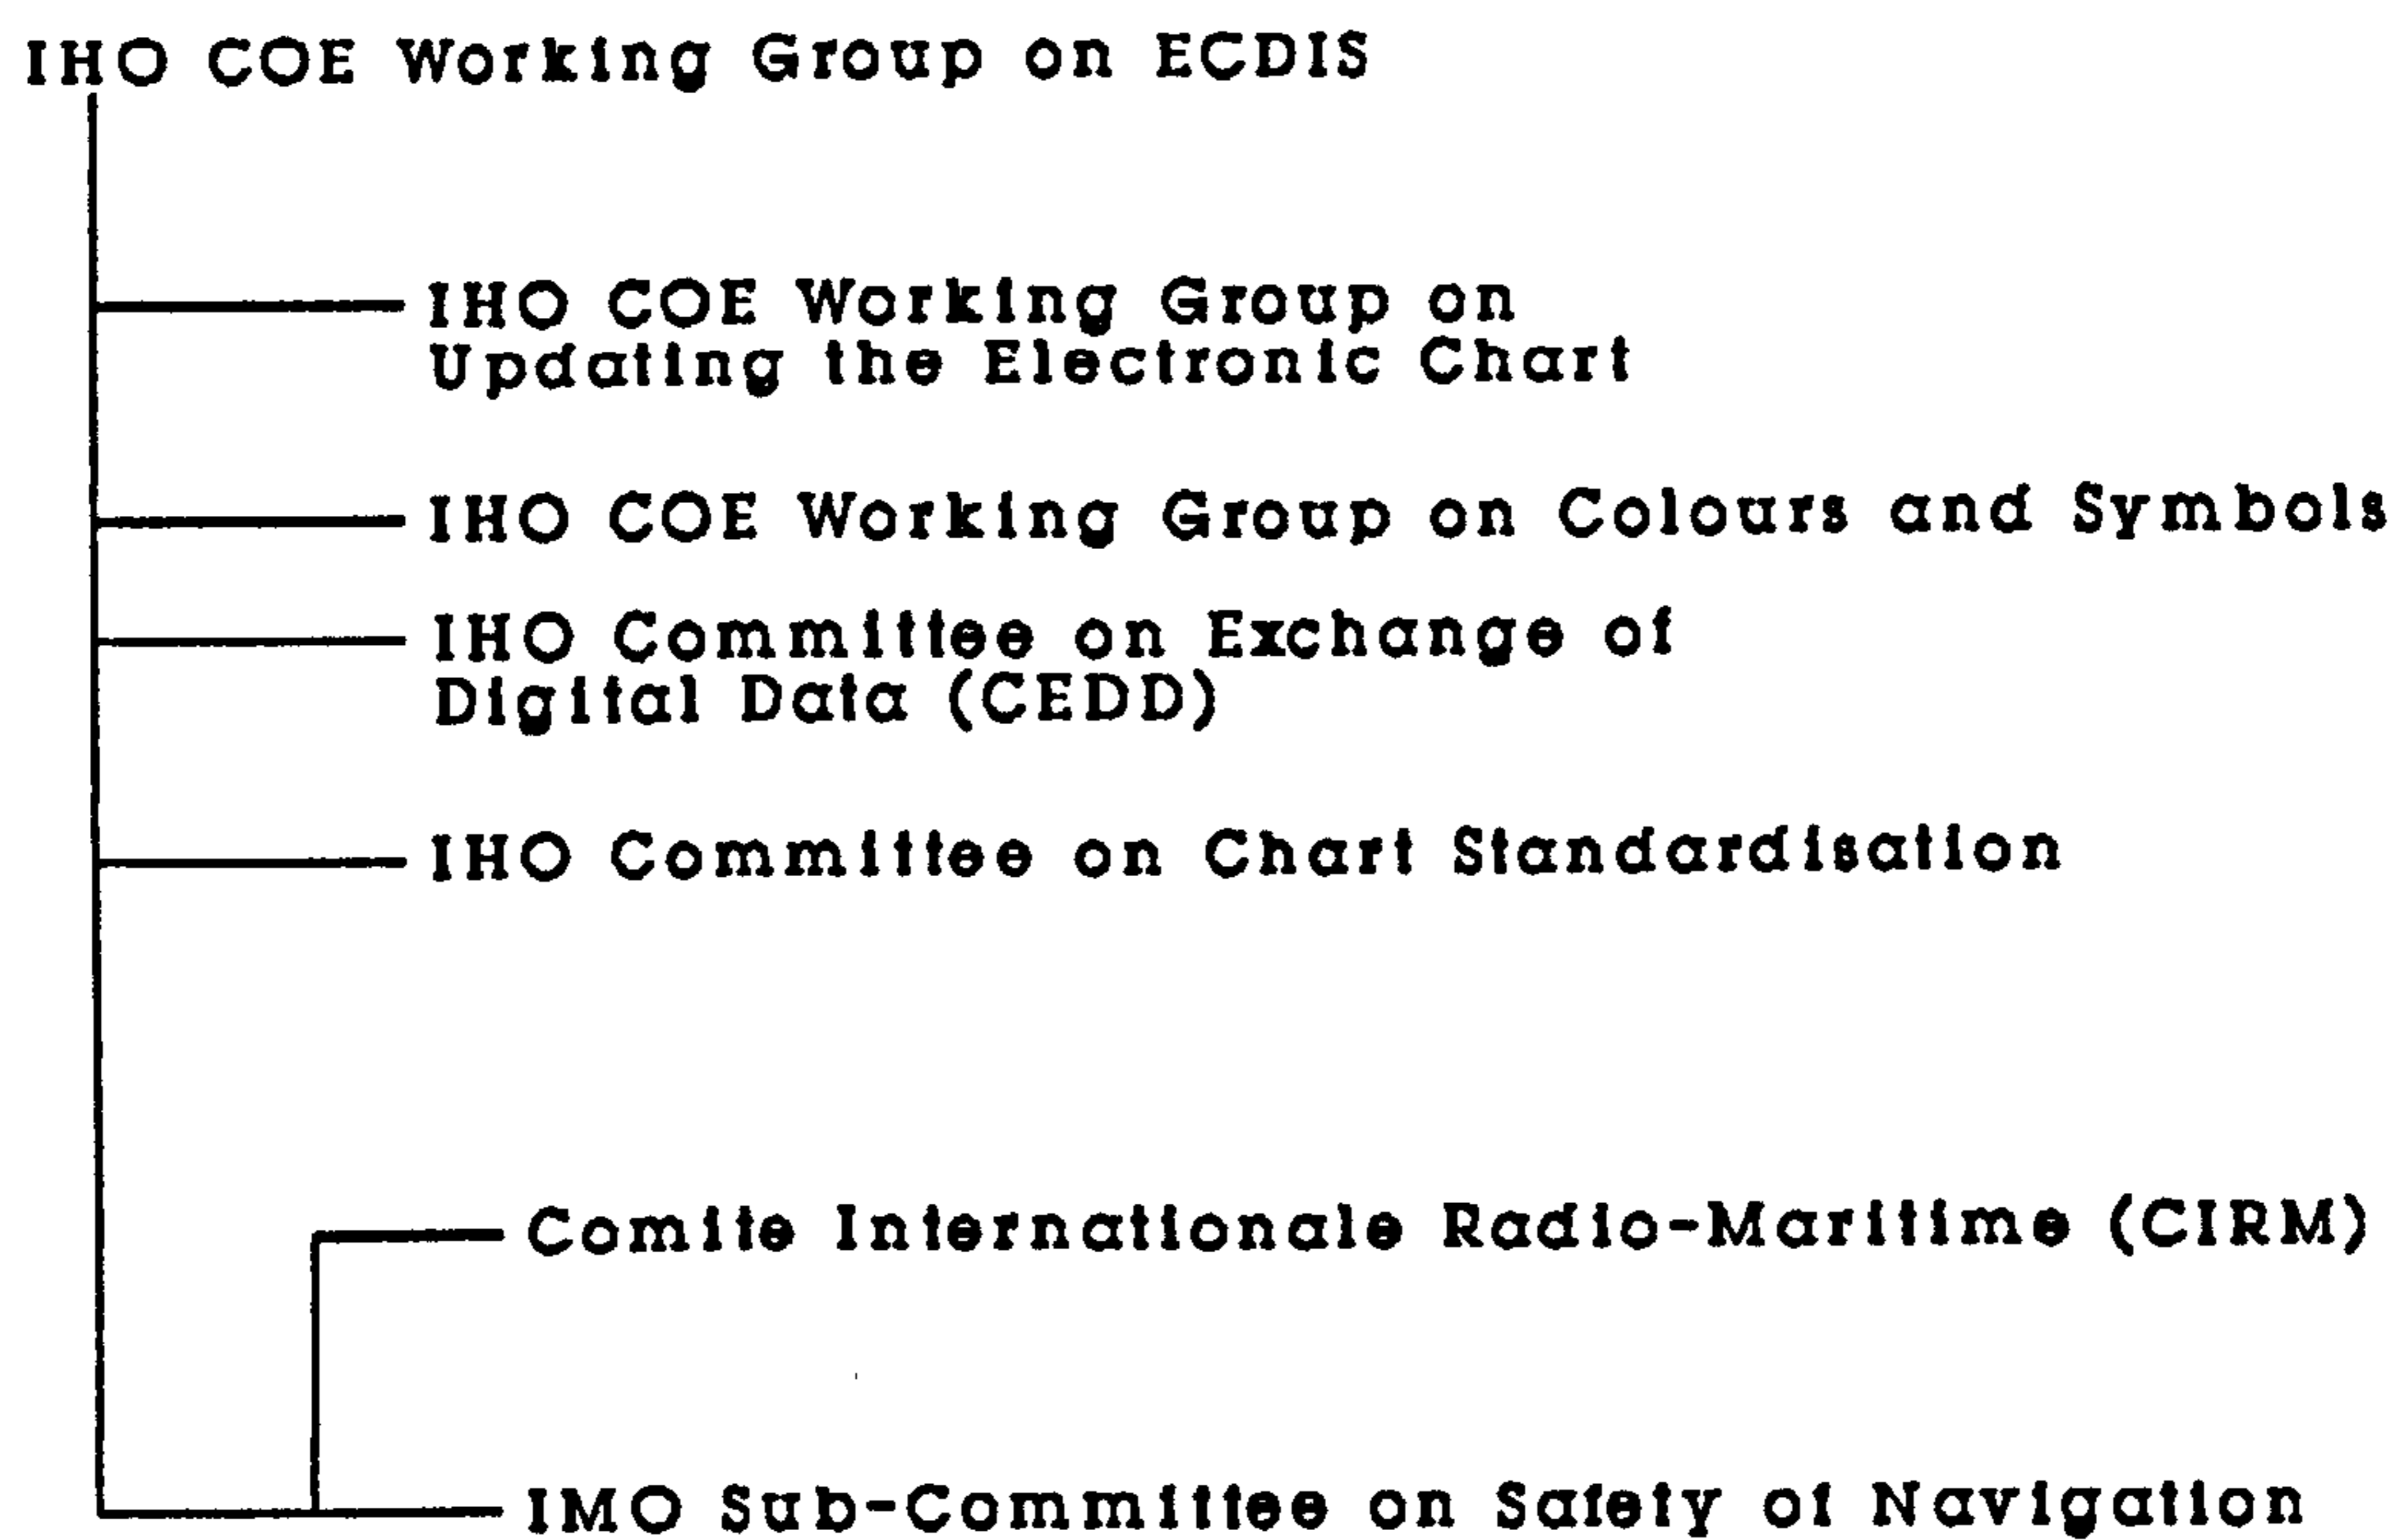 IHO COE Working Group on ECDIS
IHO COE Working Group on
Updating the Electronic Chart
IHO COE Working Group on Colours and Symbols
IHO Committee on Exchange of
Digital Data (CEDD)
IHO Committee on Chart Standardisation
Comite Internationale Radio-Maritime (CIRM)
IMO Sub-Committee on Safety of Navigation